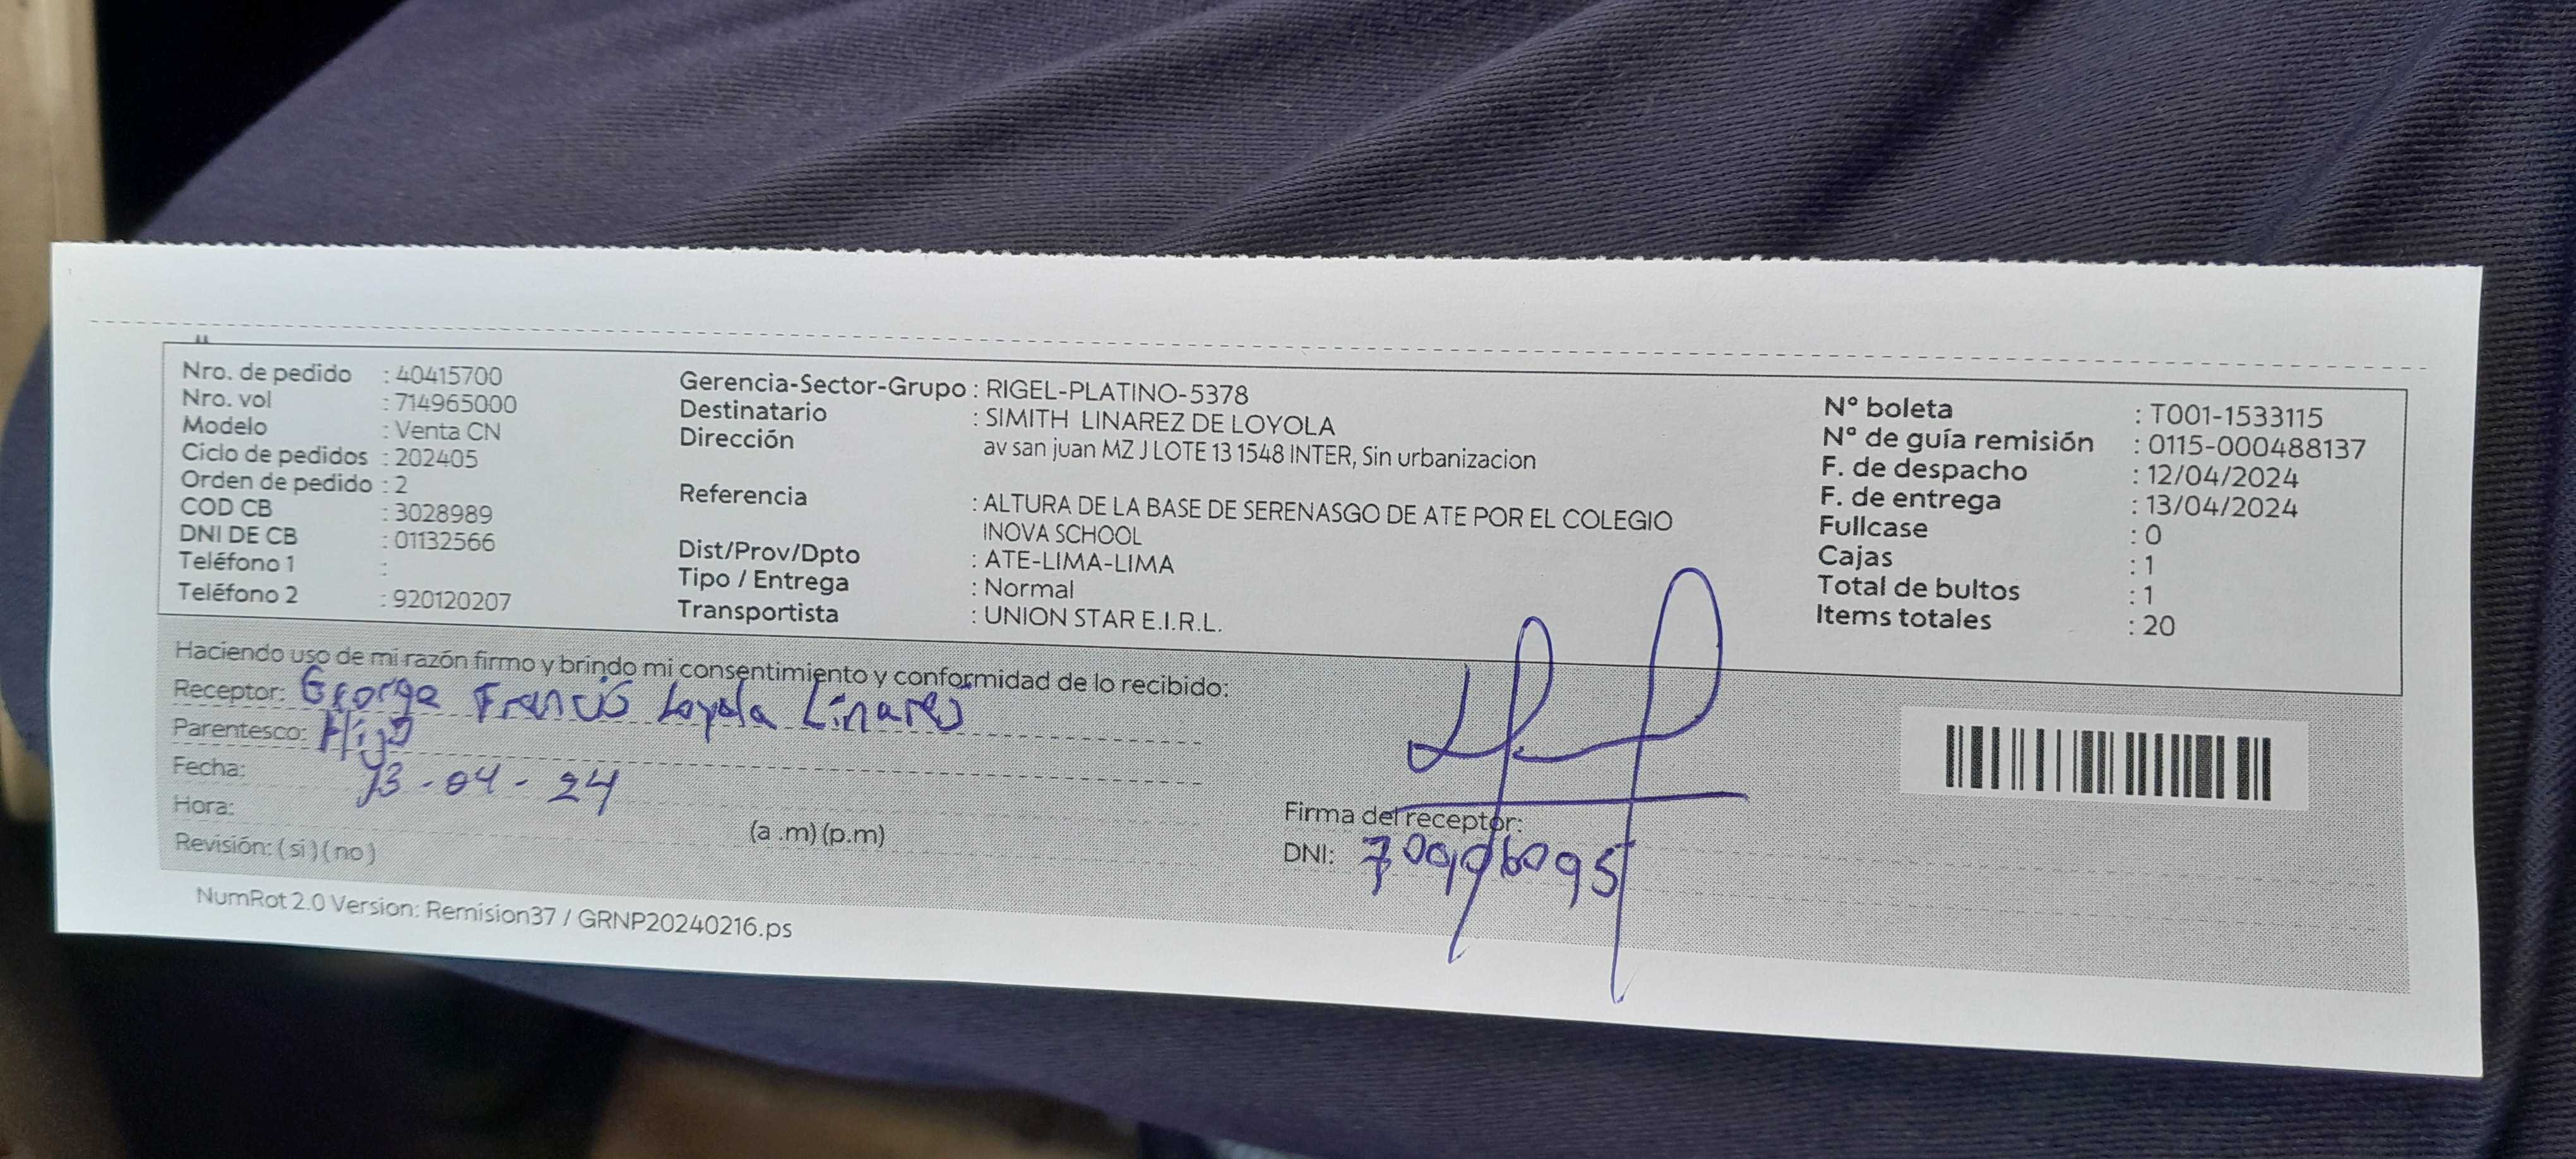 Nro. de pedido : 40415700
Nro. vol : 714965000
Modelo : Venta CN
Ciclo de pedidos : 202405
Orden de pedido : 2
COD CB : 3028989
DNI DE CB : 01132566
Teléfono 1 :
Teléfono 2 : 920120207
Gerencia-Sector-Grupo : RIGEL-PLATINO-5378
Destinatario : SIMITH LINAREZ DE LOYOLA
Dirección av san juan MZ J LOTE 13 1548 INTER, Sin urbanizacion
Referencia : ALTURA DE LA BASE DE SERENASGO DE ATE POR EL COLEGIO
INOVA SCHOOL
Dist/Prov/Dpto : ATE-LIMA-LIMA
Tipo / Entrega : Normal
Transportista : UNION STAR E.I.R.L.
N° boleta : T001-1533115
N° de guía remisión : 0115-000488137
F. de despacho : 12/04/2024
F. de entrega : 13/04/2024
Fullcase : 0
Cajas : 1
Total de bultos : 1
Items totales : 20
Haciendo uso de mi razón firmo y brindo mi consentimiento y conformidad de lo recibido:
Receptor: George Francis Loyola Linares
Parentesco: Hijo
Fecha: 13-04-24
Hora: (a .m) (p.m)
Revisión: ( si ) ( no )
Firma del receptor:
DNI:
NumRot 2.0 Version: Remision37 / GRNP20240216.ps